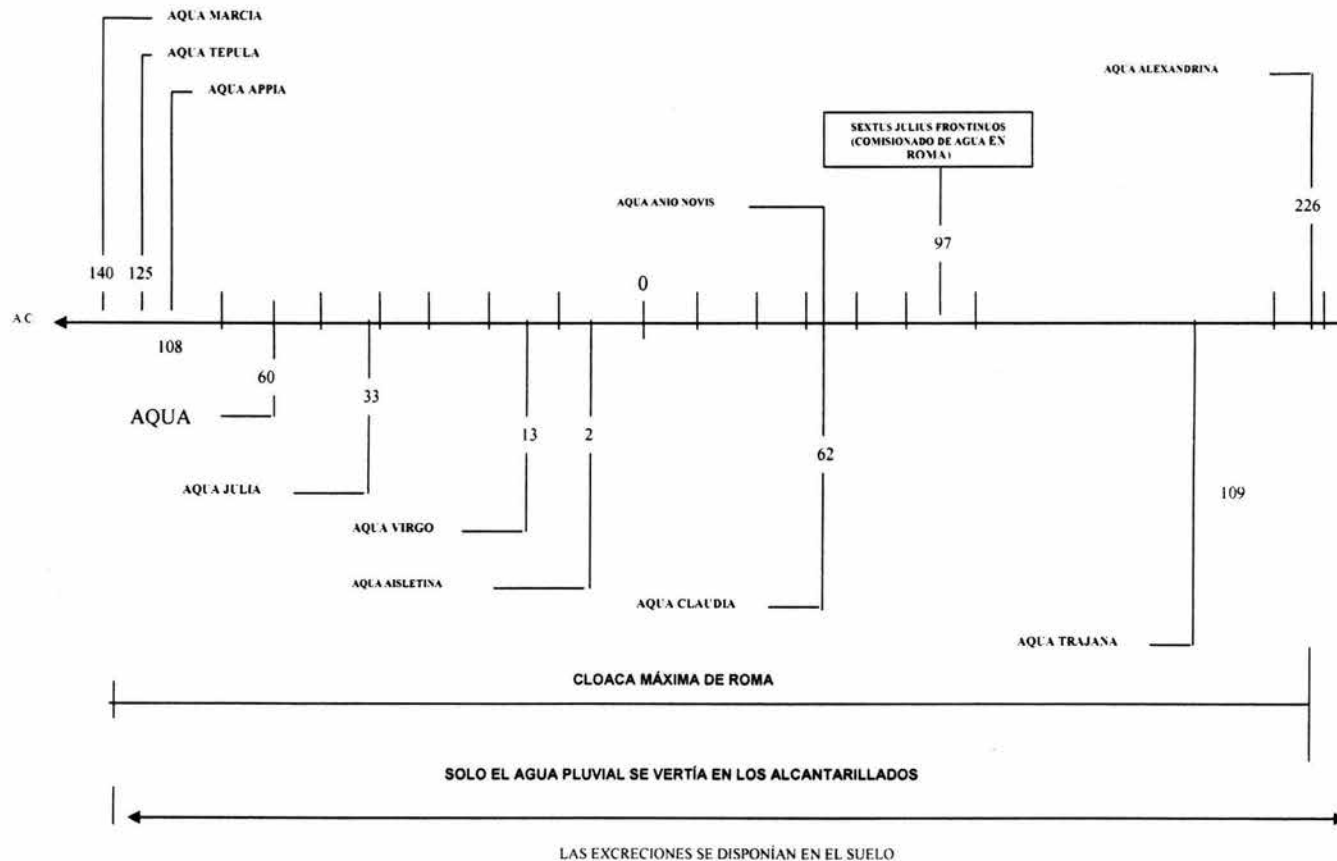 AQUA MARCIA
AQUA TEPULA
AQUA APPIA
AQUA ALEXANDRINA
SEXTUS JULIUS FRONTINUOS
(COMISIONADO DE AGUA EN
ROMA)
AQUA ANIO NOVIS
226
97
140
125
0
A.C
108
60
33
AQUA
13
2
62
AQUA JULIA
109
AQUA VIRGO
AQUA AISLETINA
AQUA CLAUDIA
AQUA TRAJANA
CLOACA MÁXIMA DE ROMA
SOLO EL AGUA PLUVIAL SE VERTÍA EN LOS ALCANTARILLADOS
LAS EXCRECIONES SE DISPONÍAN EN EL SUELO